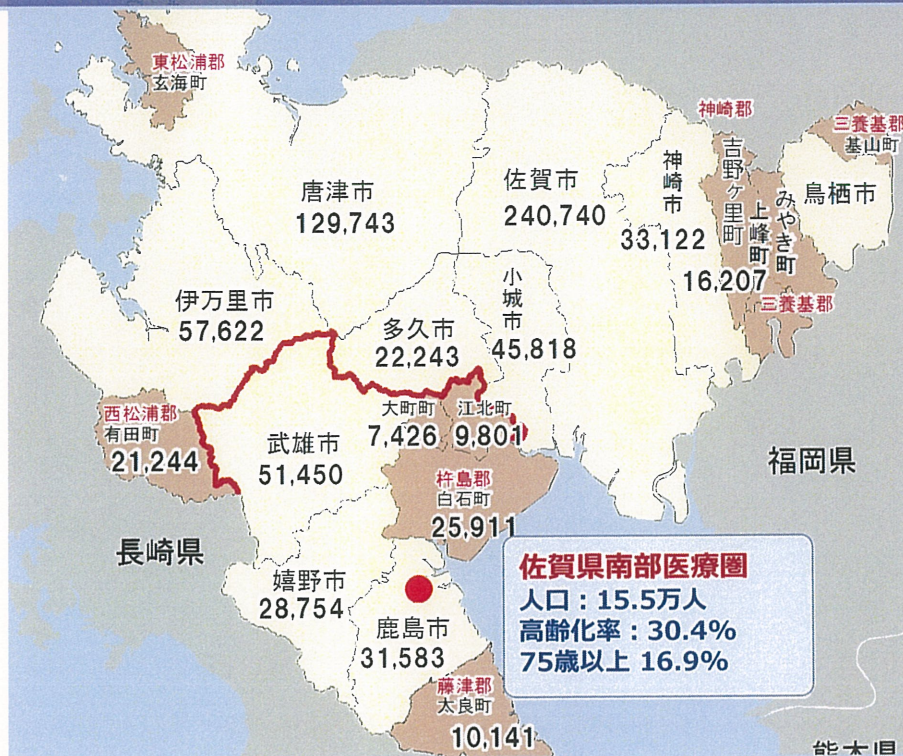 東松浦郡
玄海町
神崎郡
三養基郡
基山町
唐津市
129,743
佐賀市
240,740
神崎市
33,122
吉野ヶ里町
16,207
上峰町
みやき町
鳥栖市
三養基郡
伊万里市
57,622
多久市
22,243
小城市
45,818
西松浦郡
有田町
21,244
武雄市
51,450
大町町
7,426
江北町
9,801
杵島郡
白石町
25,911
福岡県
長崎県
嬉野市
28,754
鹿島市
31,583
佐賀県南部医療圏
人口：15.5万人
高齢化率：30.4%
75歳以上 16.9%
藤津郡
太良町
10,141
熊本県